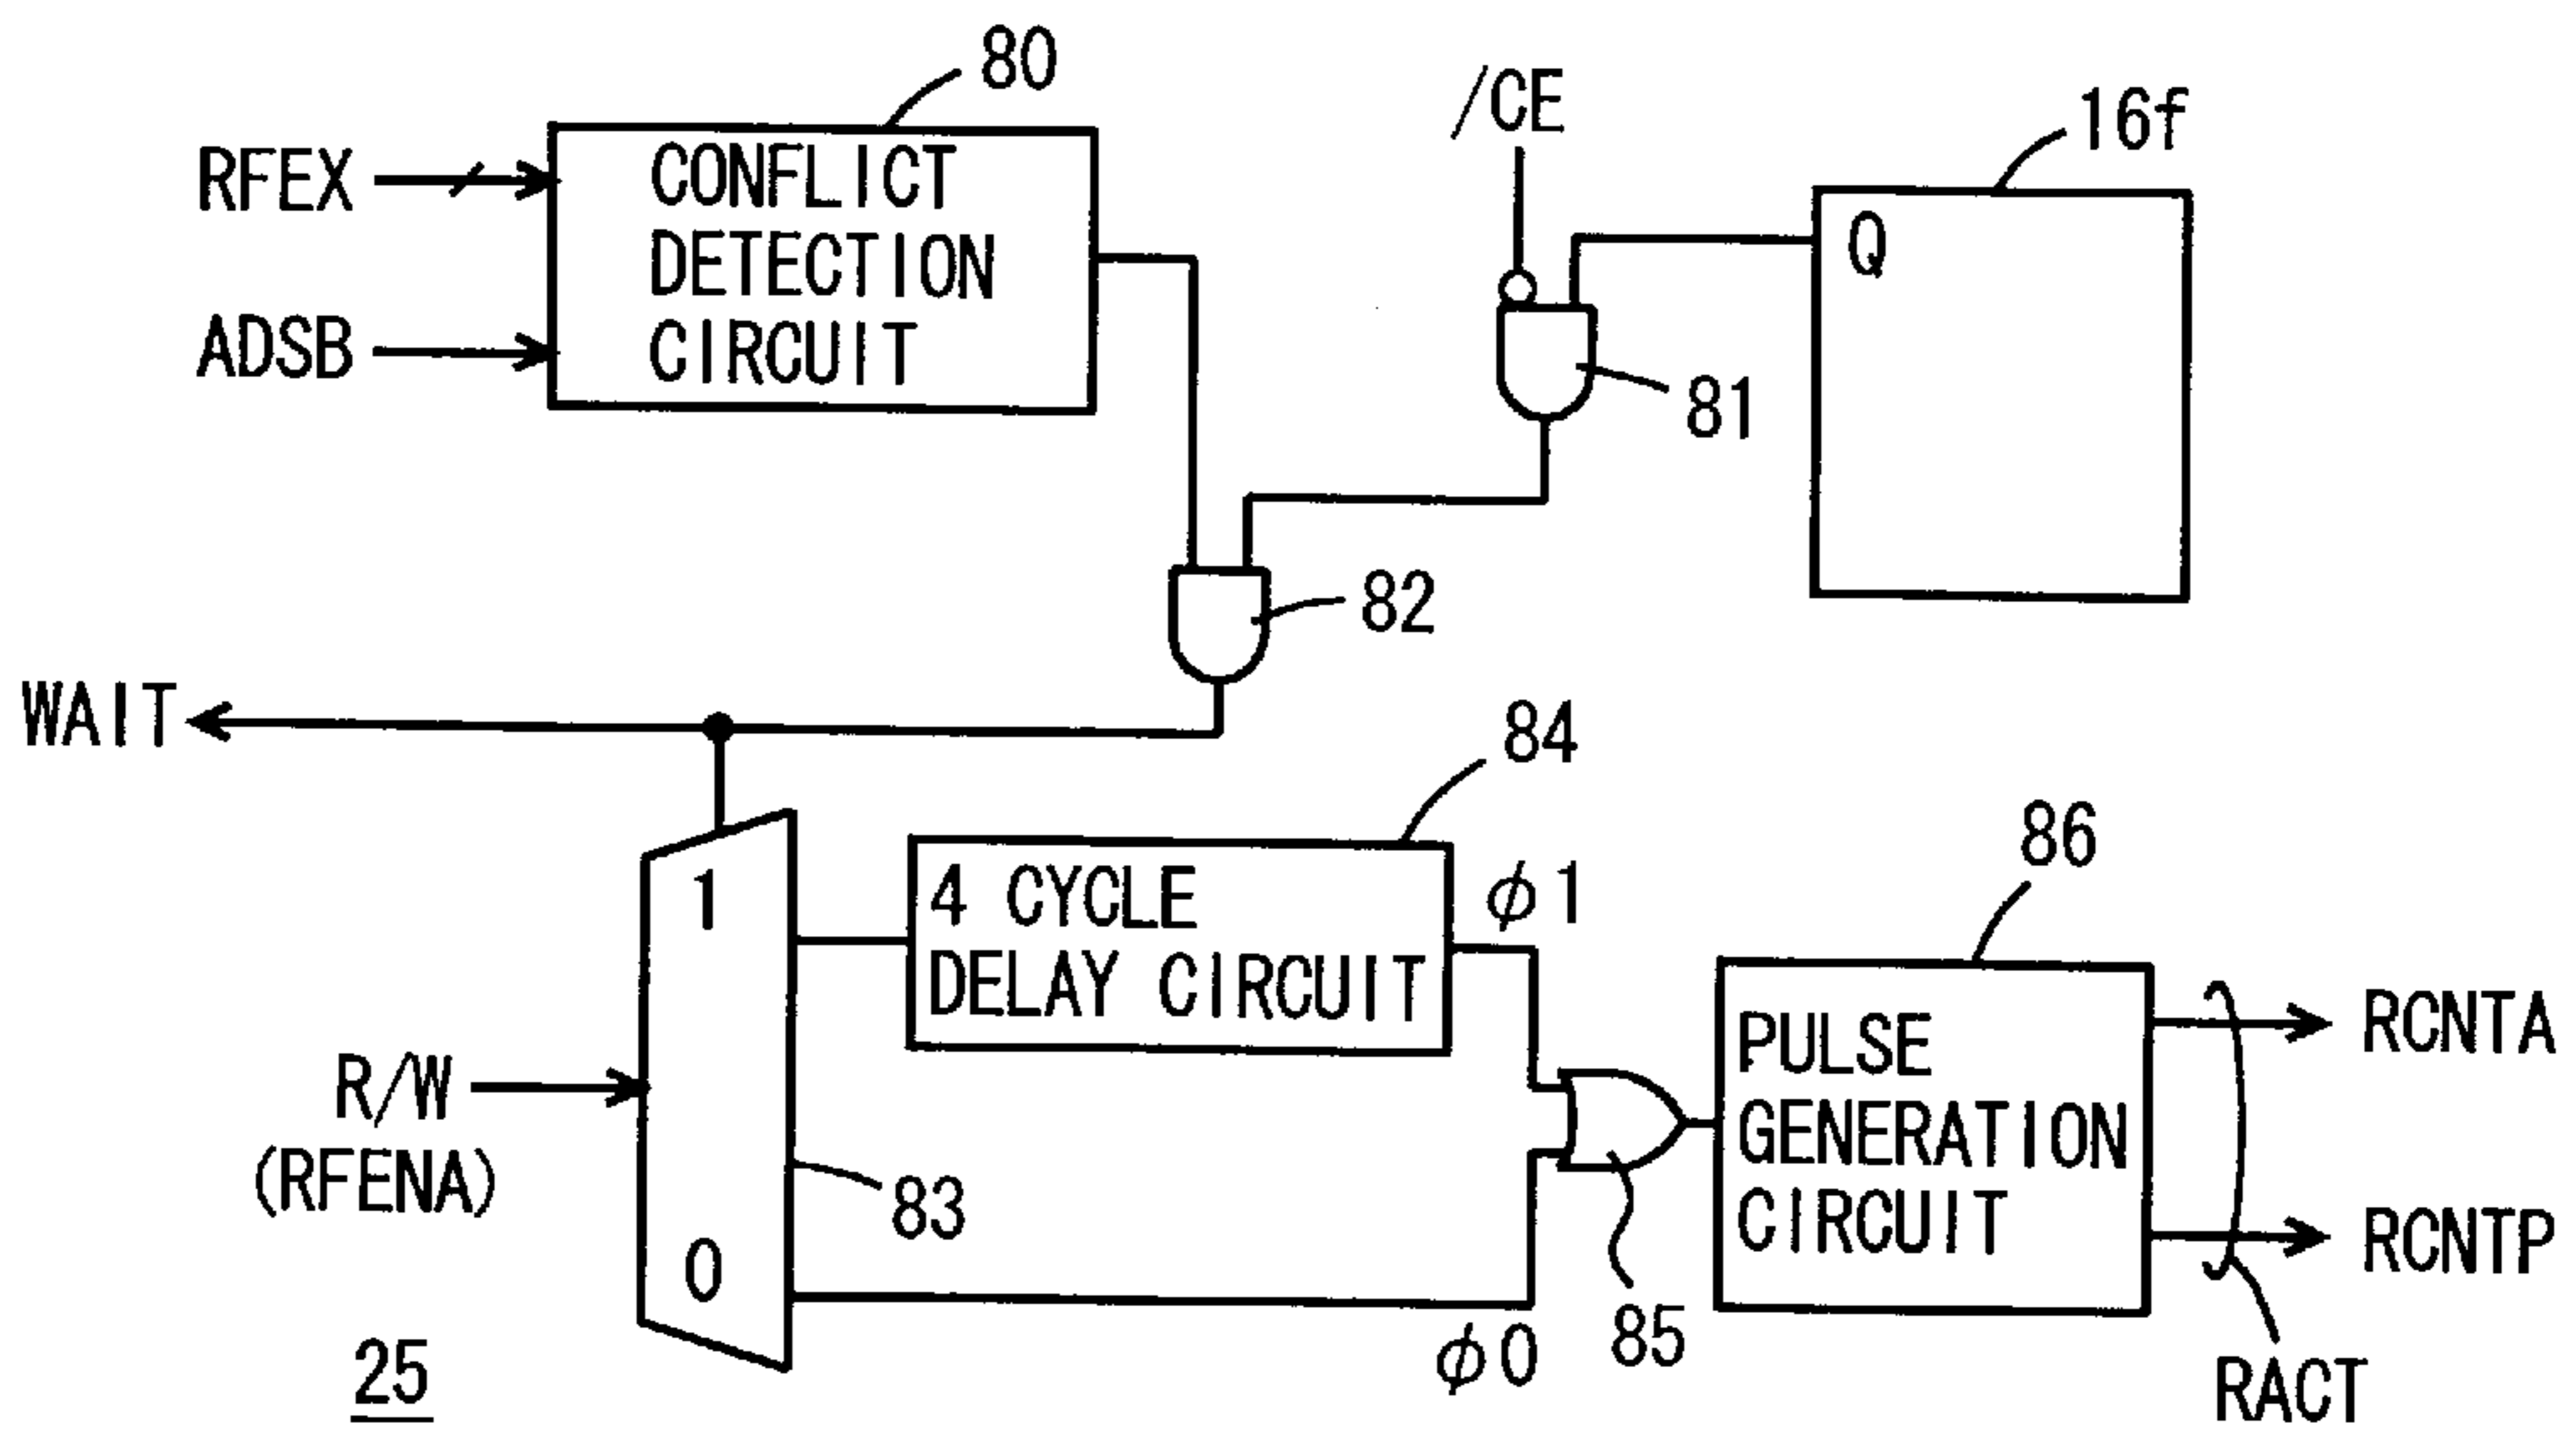 80
/CE
16f
RFEX
CONFLICT
DETECTION
CIRCUIT
Q
ADSB
81
82
WAIT
84
1
4 CYCLE
DELAY CIRCUIT
φ1
86
R/W
(RFENA)
83
PULSE
GENERATION
CIRCUIT
RCNTA
RCNTP
0
φ0
85
RACT
25